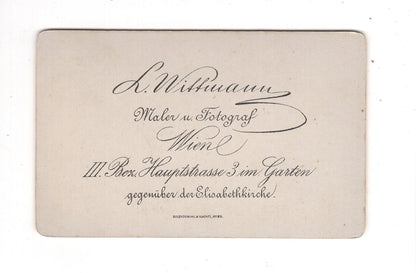 L. Wittmann
Maler u. Fotograf
Wien
III. Bez. Hauptstrasse 3 im Garten
gegenüber der Elisabethkirche.